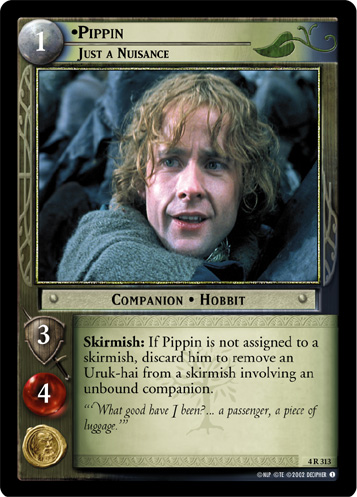 1
•Pippin
Just a Nuisance
Companion • Hobbit
3
4
Skirmish: If Pippin is not assigned to a
skirmish, discard him to remove an
Uruk-hai from a skirmish involving an
unbound companion.
“‘What good have I been?... a passenger, a piece of
luggage.’”
4 R 313
©NLP ©/TE ©2002 DECIPHER